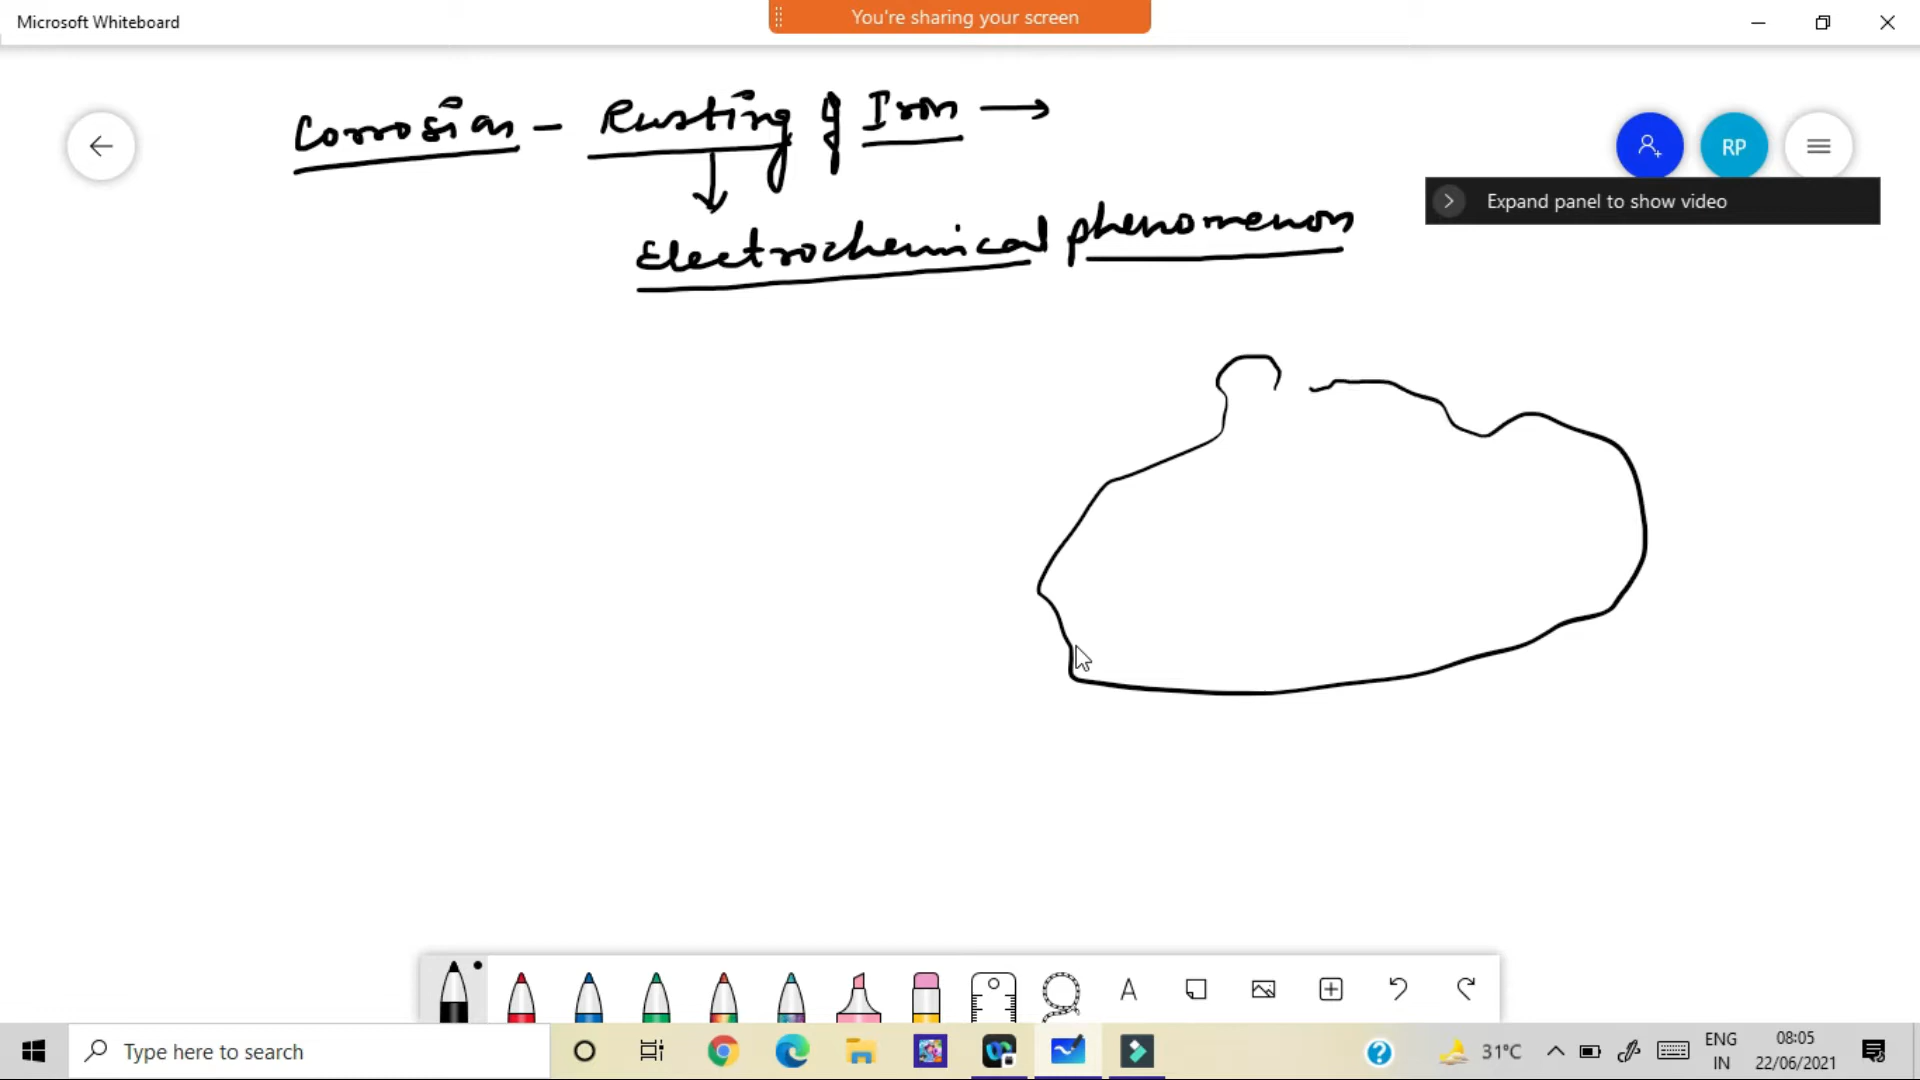 Microsoft Whiteboard
You're sharing your screen
Corrosion - Rusting of Iron →
RP
Expand panel to show video
Electrochemical phenomenon
A
Type here to search
31°C
ENG
IN
08:05
22/06/2021